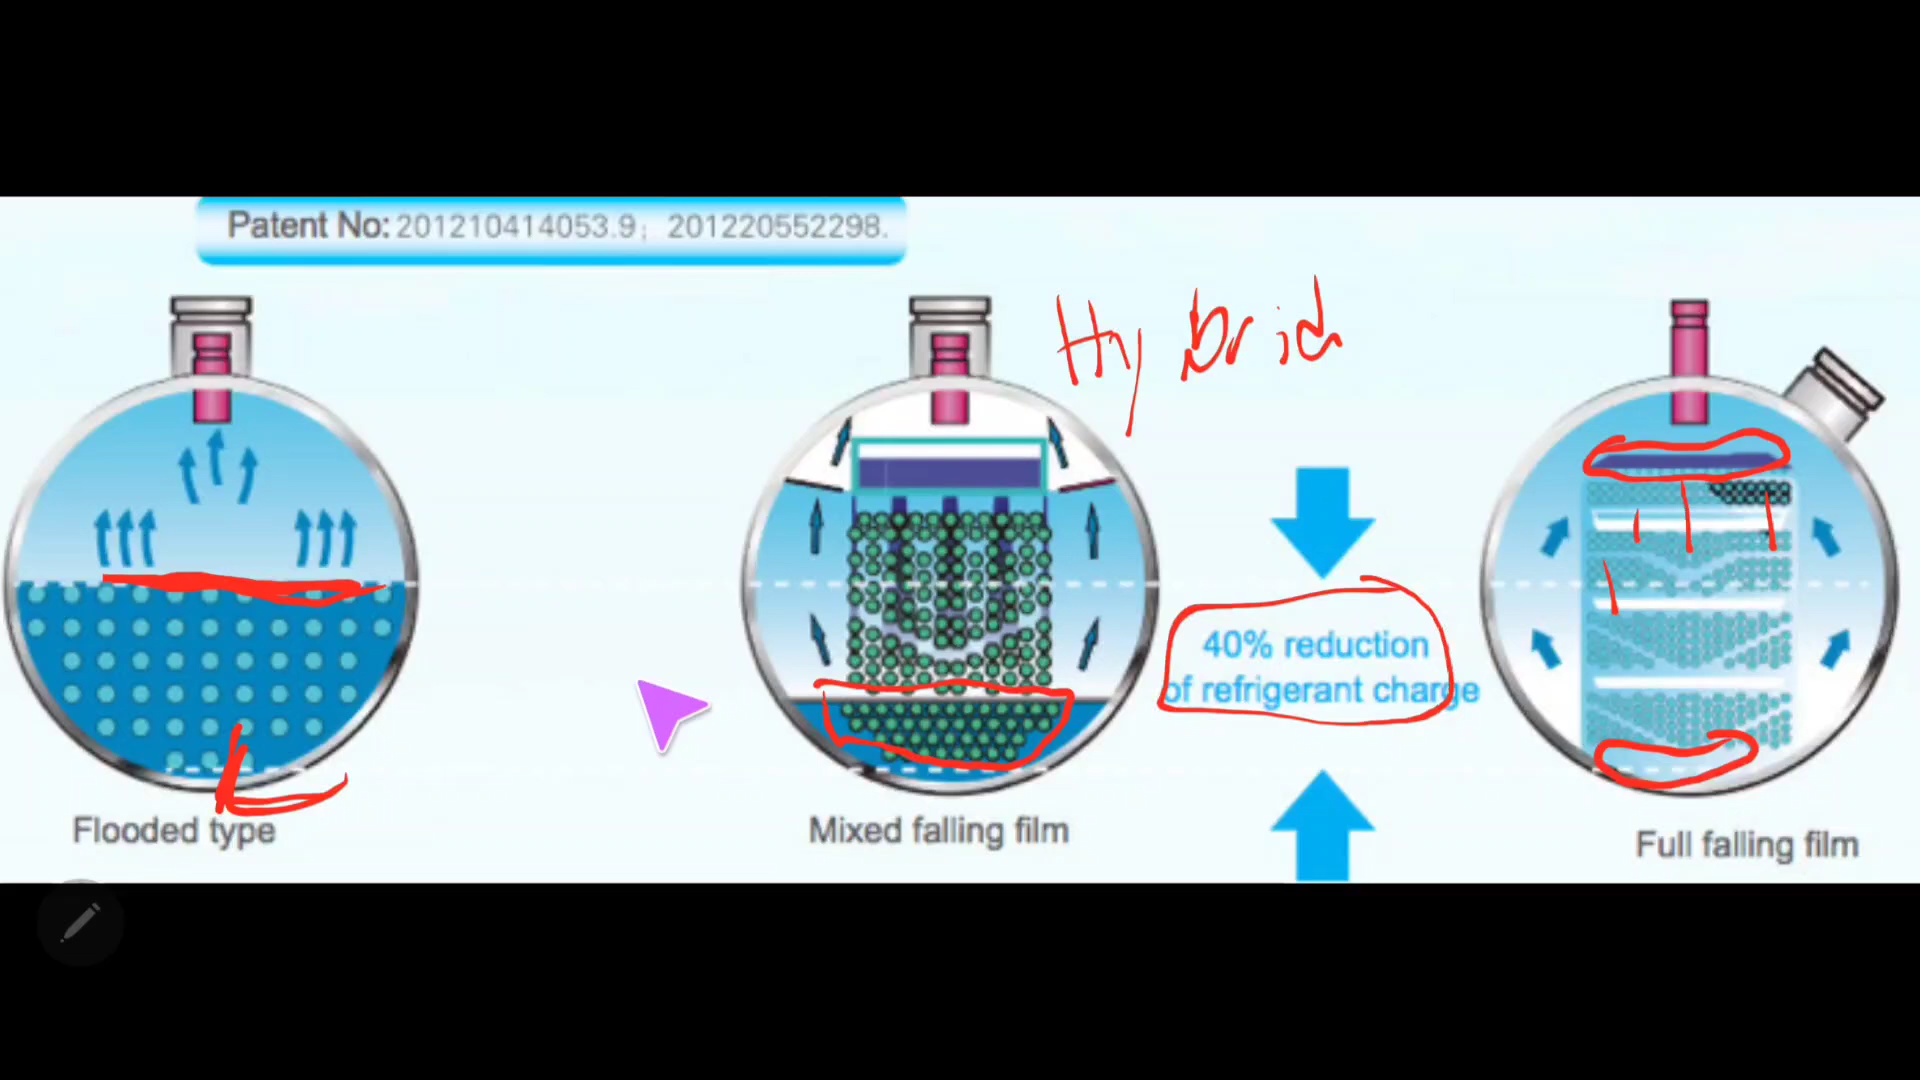 Patent No: 201210414053.9; 201220552298.
Hybrid
40% reduction
of refrigerant charge
Flooded type
Mixed falling film
Full falling film